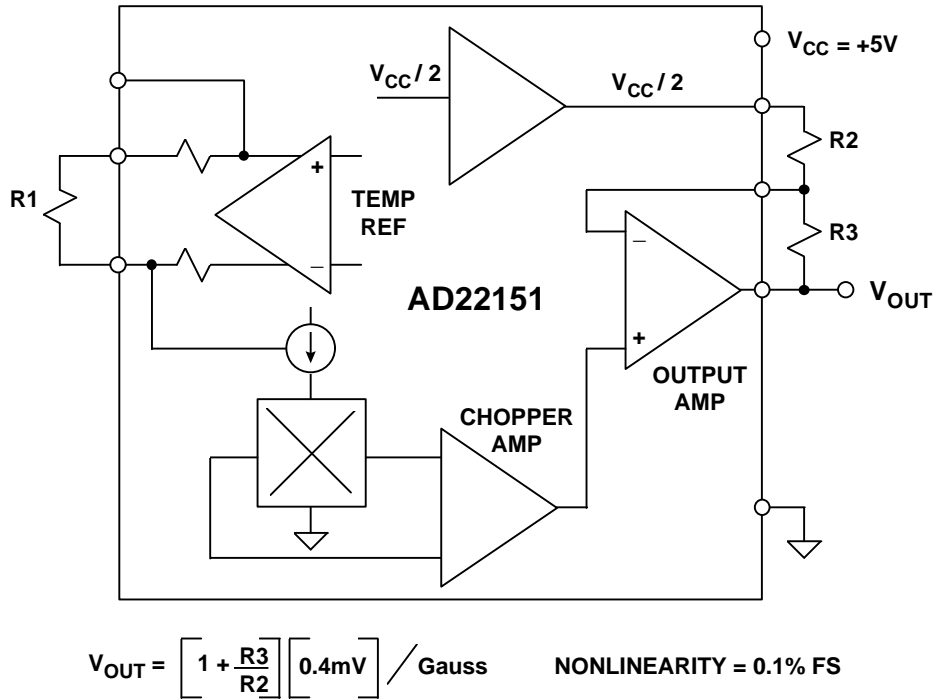 V_CC = +5V
V_CC / 2
V_CC / 2
R2
R1
+
TEMP
REF
_
R3
_
AD22151
V_OUT
+
OUTPUT
AMP
CHOPPER
AMP
V_OUT = [1 + R3/R2] [0.4mV] / Gauss
NONLINEARITY = 0.1% FS